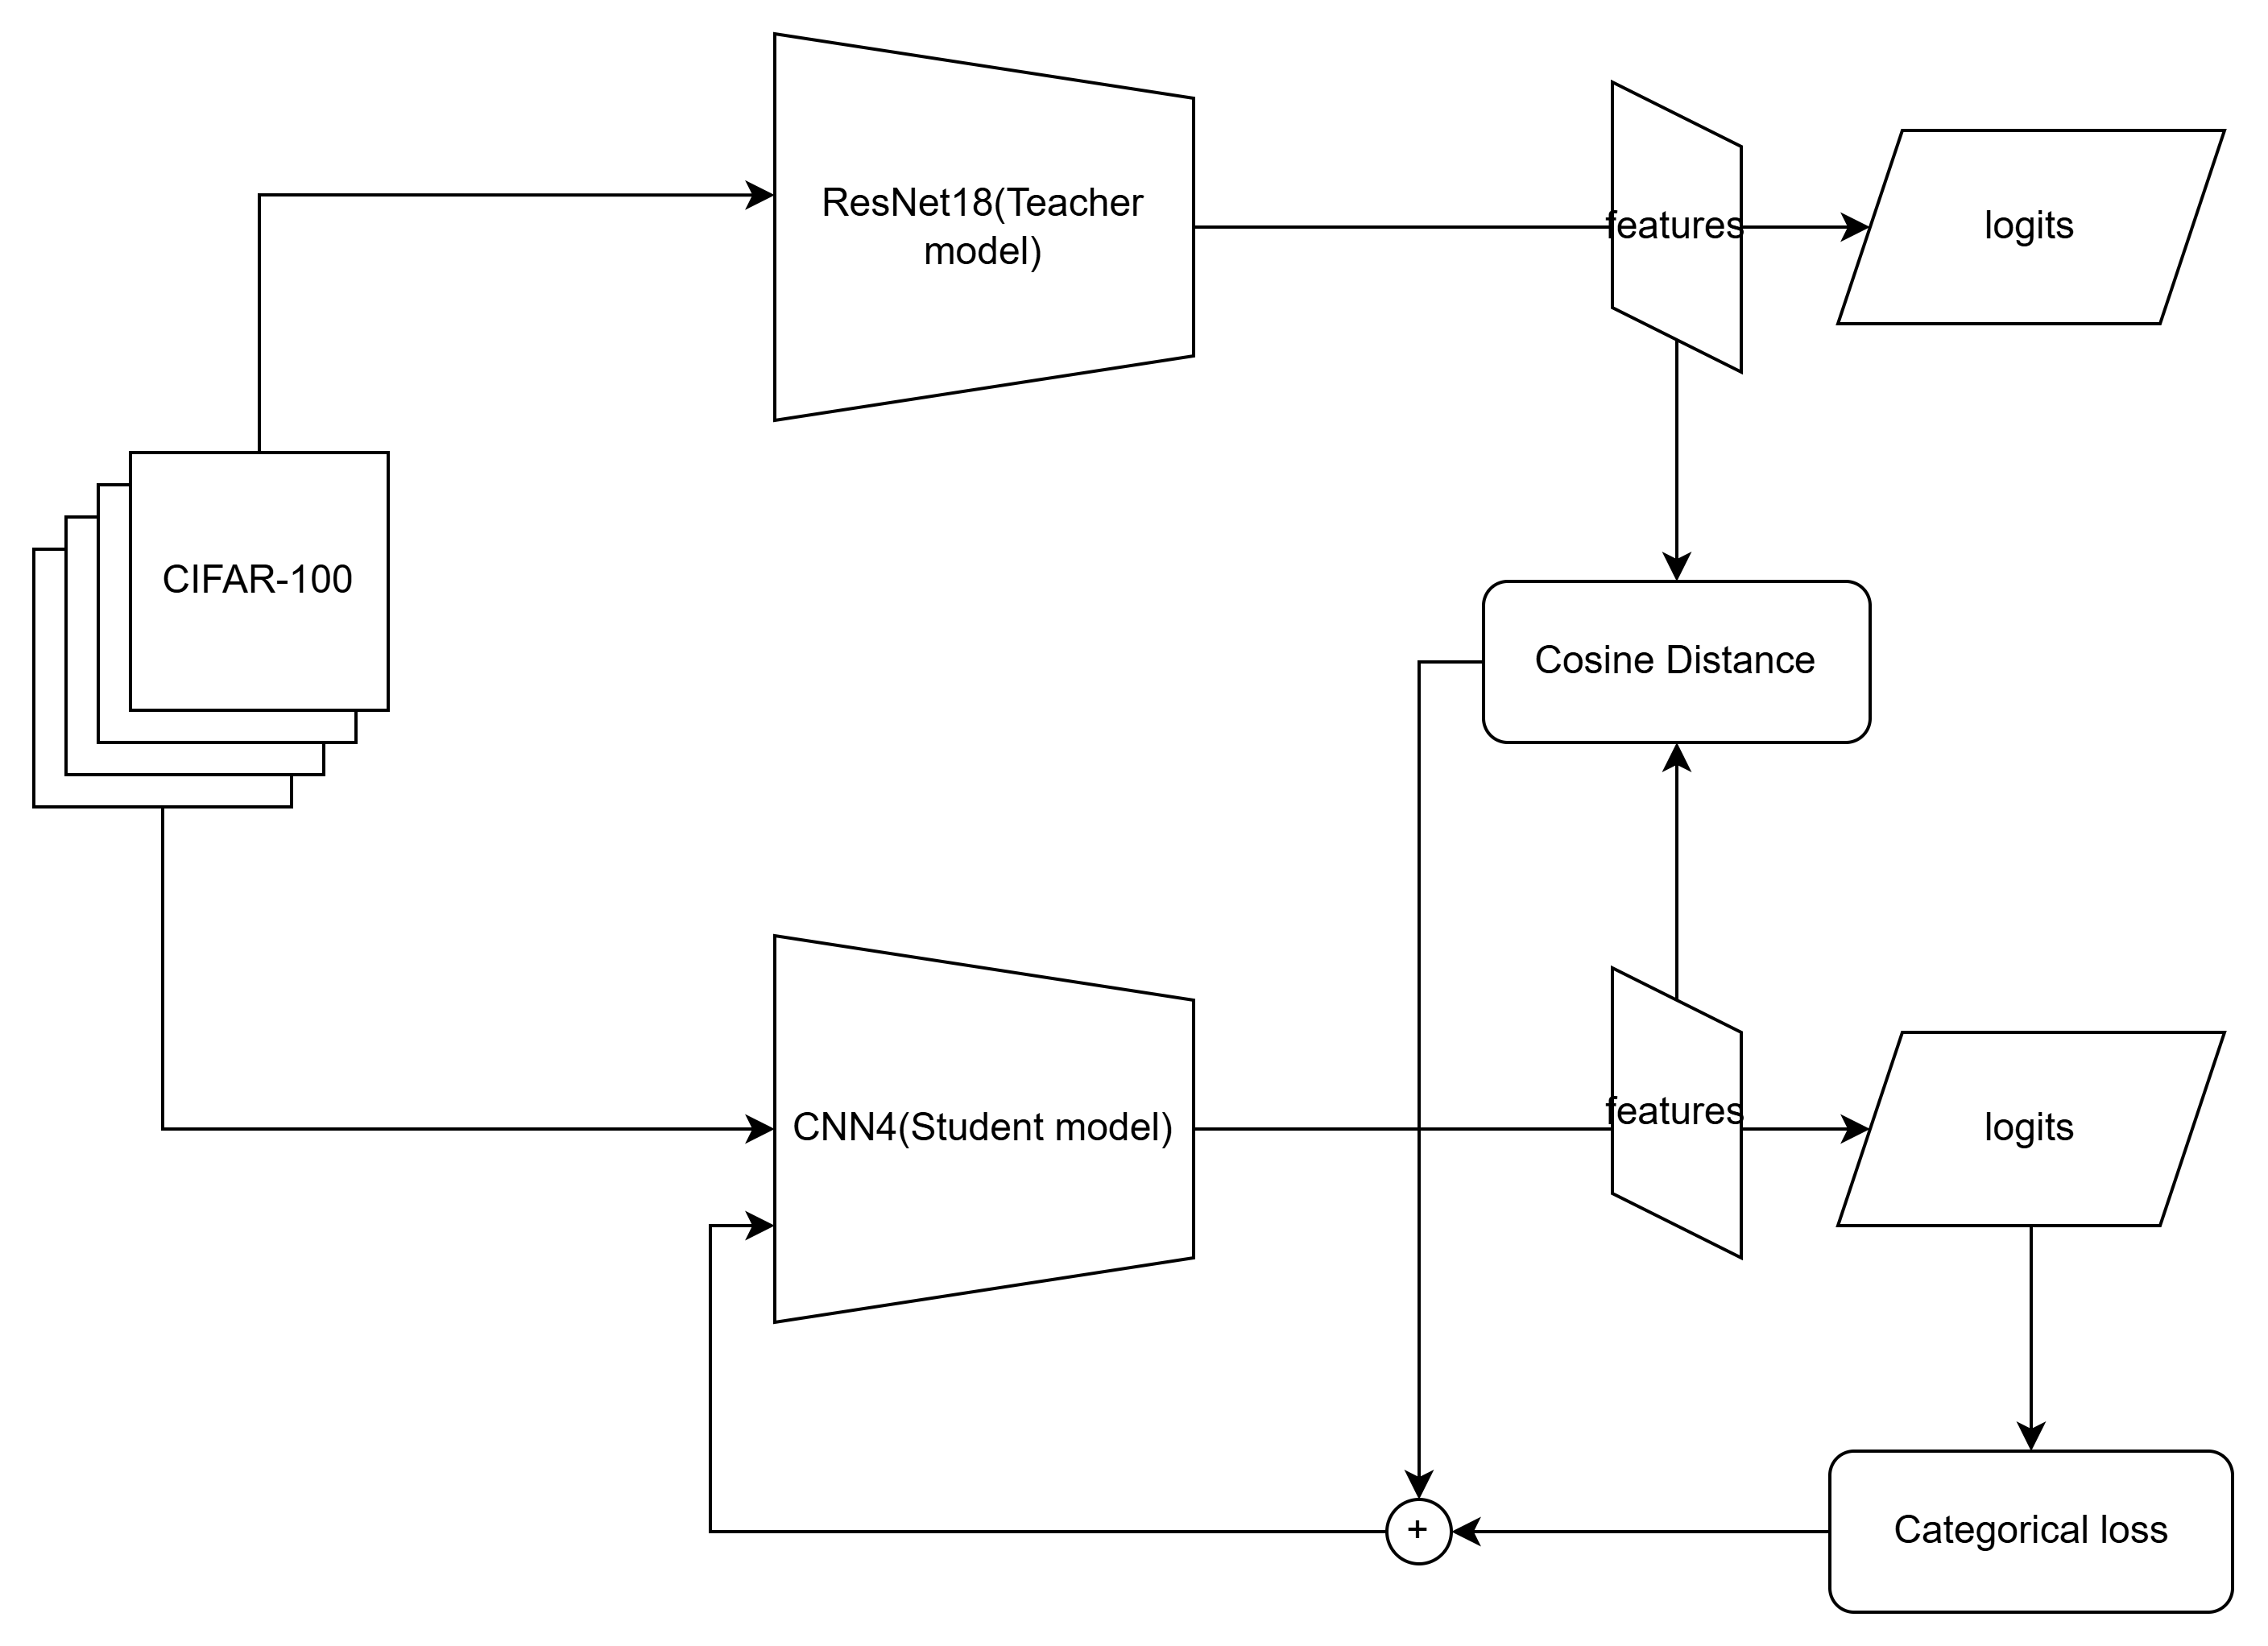 ResNet18(Teacher
model)
features
logits
CIFAR-100
Cosine Distance
CNN4(Student model)
features
logits
+
Categorical loss